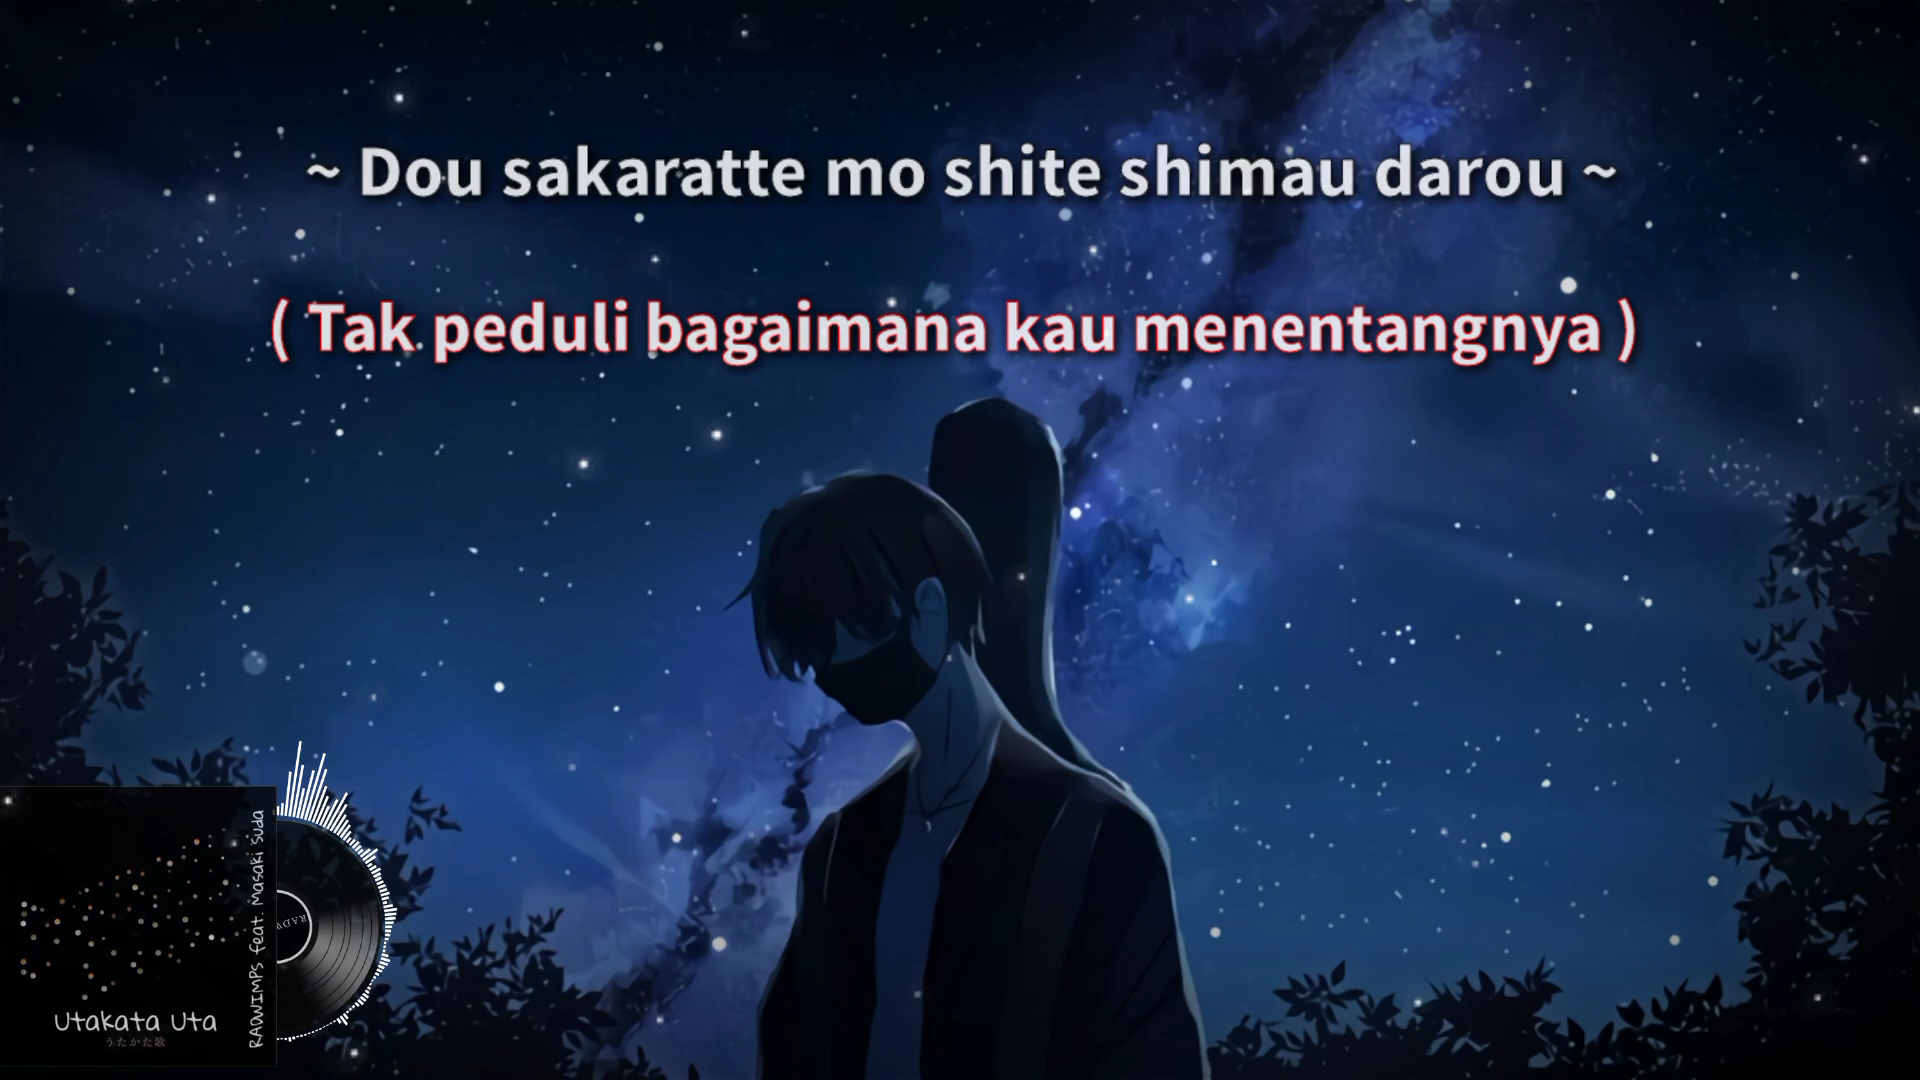 ~ Dou sakaratte mo shite shimau darou ~
( Tak peduli bagaimana kau menentangnya )
RADWIMPS feat. Masaki Suda
Utakata Uta
うたかた歌